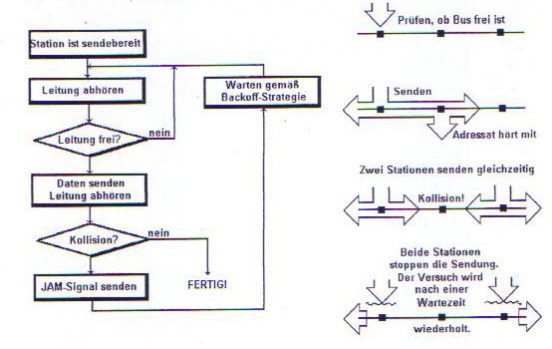 Station ist sendebereit
Leitung abhören
Leitung frei?
nein
Daten senden
Leitung abhören
Kollision?
nein
JAM-Signal senden
FERTIG!
Warten gemäß
Backoff-Strategie
Prüfen, ob Bus frei ist
Senden
Adressat hört mit
Zwei Stationen senden gleichzeitig
Kollision!
Beide Stationen
stoppen die Sendung.
Der Versuch wird
nach einer
Wartezeit
wiederholt.